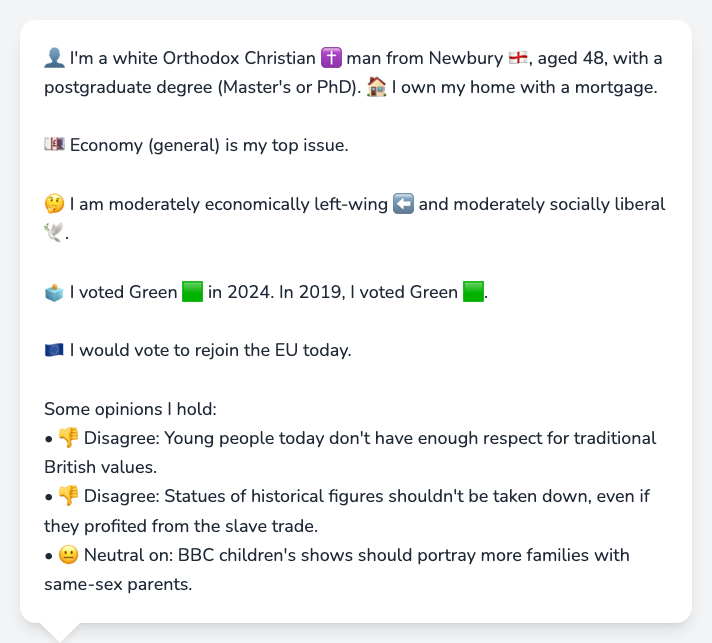 👤 I'm a white Orthodox Christian ✝️ man from Newbury 🏴󠁧󠁢󠁥󠁮󠁧󠁿, aged 48, with a
postgraduate degree (Master's or PhD). 🏠 I own my home with a mortgage.
💷 Economy (general) is my top issue.
🤔 I am moderately economically left-wing ⬅️ and moderately socially liberal
🕊️.
🗳️ I voted Green 🟩 in 2024. In 2019, I voted Green 🟩.
🇪🇺 I would vote to rejoin the EU today.
Some opinions I hold:
• 👎 Disagree: Young people today don't have enough respect for traditional
British values.
• 👎 Disagree: Statues of historical figures shouldn't be taken down, even if
they profited from the slave trade.
• 😐 Neutral on: BBC children's shows should portray more families with
same-sex parents.